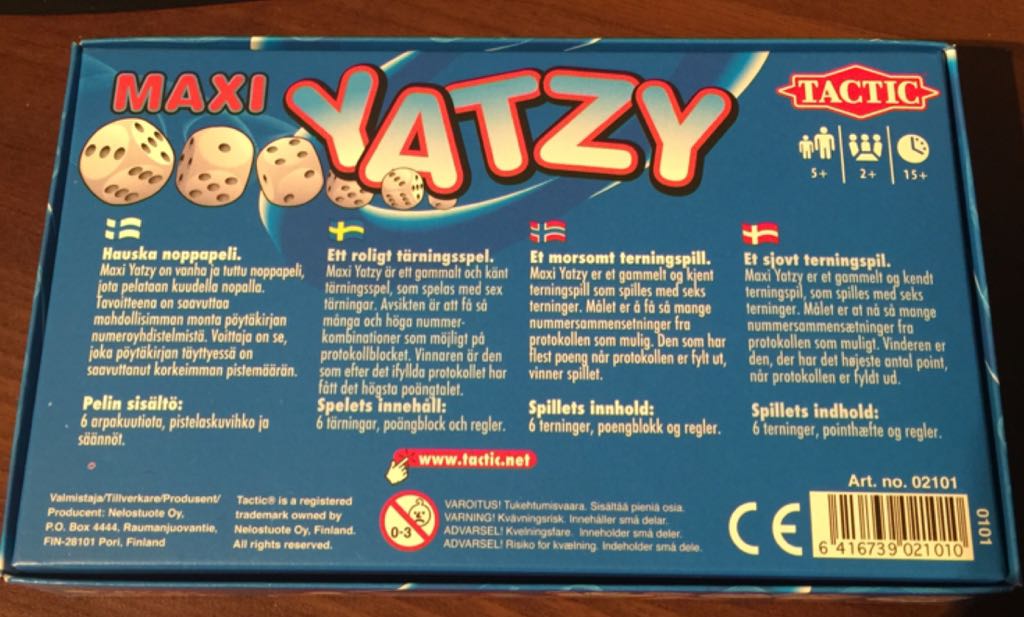 MAXI YATZY
TACTIC
5+ 2+ 15+
Hauska noppapeli.
Maxi Yatzy on vanha ja tuttu noppapeli,
jota pelataan kuudella nopalla.
Tavoitteena on saavuttaa
mahdollisimman monta pöytäkirjan
numeroyhdistelmistä. Voittaja on se,
joka pöytäkirjan täyttyessä on
saavuttanut korkeimman pistemäärän.
Pelin sisältö:
6 arpakuutiota, pistelaskuvihko ja
säännöt.
Ett roligt tärningsspel.
Maxi Yatzy är ett gammalt och känt
tärningsspel, som spelas med sex
tärningar. Avsikten är att få så
många och höga nummer-
kombinationer som möjligt på
protokollblocket. Vinnaren är den
som efter det ifyllda protokollet har
fått det högsta poängtalet.
Spelets innehåll:
6 tärningar, poängblock och regler.
Et morsomt terningspill.
Maxi Yatzy er et gammelt og kjent
terningspill som spilles med seks
terninger. Målet er å få så mange
nummersammensetninger fra
protokollen som mulig. Den som har
flest poeng når protokollen er fylt ut,
vinner spillet.
Spillets innhold:
6 terninger, poengblokk og regler.
Et sjovt terningspil.
Maxi Yatzy er et gammelt og kendt
terningspil, som spilles med seks
terninger. Målet er at nå så mange
nummersammensætninger fra
protokollen som muligt. Vinderen er
den, der har det højeste antal point,
når protokollen er fyldt ud.
Spillets indhold:
6 terninger, pointhæfte og regler.
www.tactic.net
Valmistaja/Tillverkare/Produsent/
Producent: Nelostuote Oy,
P.O. Box 4444, Raumanjuovantie,
FIN-28101 Pori, Finland
Tactic® is a registered
trademark owned by
Nelostuote Oy, Finland.
All rights reserved.
0-3
VAROITUS! Tukehtumisvaara. Sisältää pieniä osia.
VARNING! Kvävningsrisk. Innehåller små delar.
ADVARSEL! Kvelningsfare. Inneholder små deler.
ADVARSEL! Risiko for kvælning. Indeholder små dele.
CE
Art. no. 02101
6 416739 021010
0101